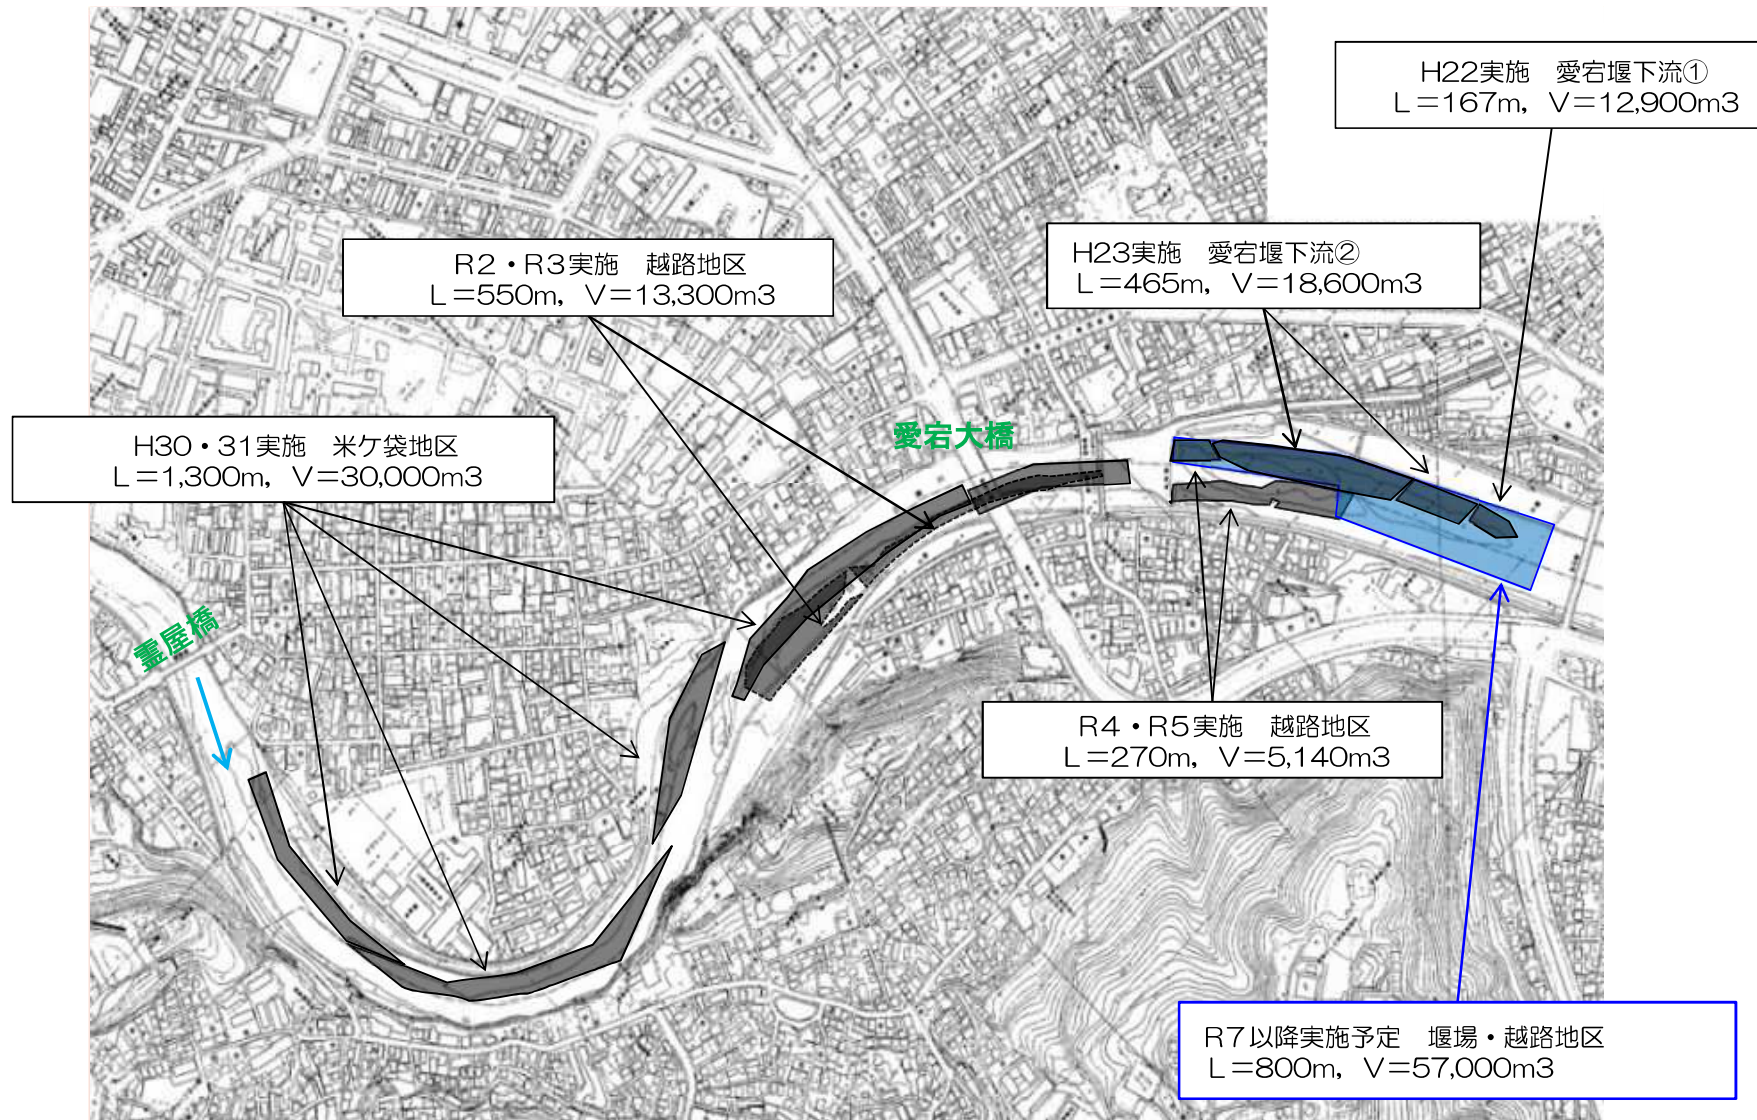 H22実施　愛宕堰下流①
L=167m, V=12,900m3
H23実施　愛宕堰下流②
L=465m, V=18,600m3
R2・R3実施　越路地区
L=550m, V=13,300m3
H30・31実施　米ケ袋地区
L=1,300m, V=30,000m3
愛宕大橋
霊屋橋
R4・R5実施　越路地区
L=270m, V=5,140m3
R7以降実施予定　堰場・越路地区
L=800m, V=57,000m3